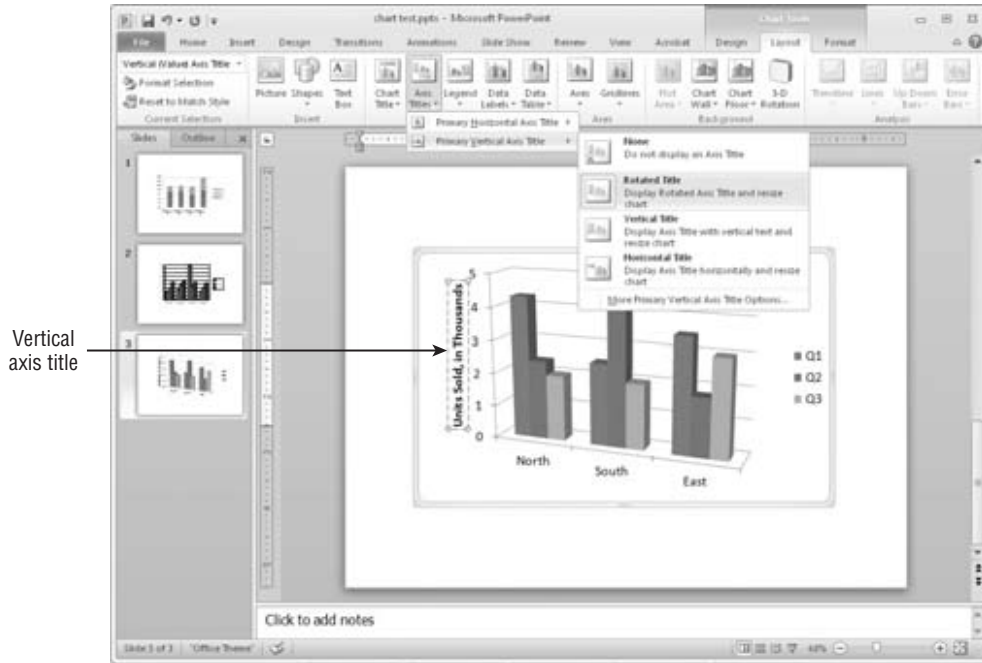 chart test.pptx - Microsoft PowerPoint
Chart Tools
File Home Insert Design Transitions Animations Slide Show Review View Acrobat Design Layout Format
Vertical (Value) Axis Title
Format Selection
Reset to Match Style
Current Selection
Picture Shapes Text Box
Insert
Chart Title Axis Titles Legend Data Labels Data Table
Axes Gridlines
Axes
Plot Area Chart Wall Chart Floor 3-D Rotation
Background
Trendline Lines Up/Down Bars Error Bars
Analysis
Primary Horizontal Axis Title
Primary Vertical Axis Title
None
Do not display an Axis Title
Rotated Title
Display Rotated Axis Title and resize
chart
Vertical Title
Display Axis Title with vertical text and
resize chart
Horizontal Title
Display Axis Title horizontally and resize
chart
More Primary Vertical Axis Title Options...
Slides Outline
1
2
3
Vertical
axis title
Units Sold, in Thousands
5
4
3
2
1
0
North
South
East
Q1
Q2
Q3
Click to add notes
Slide 3 of 3 "Office Theme"